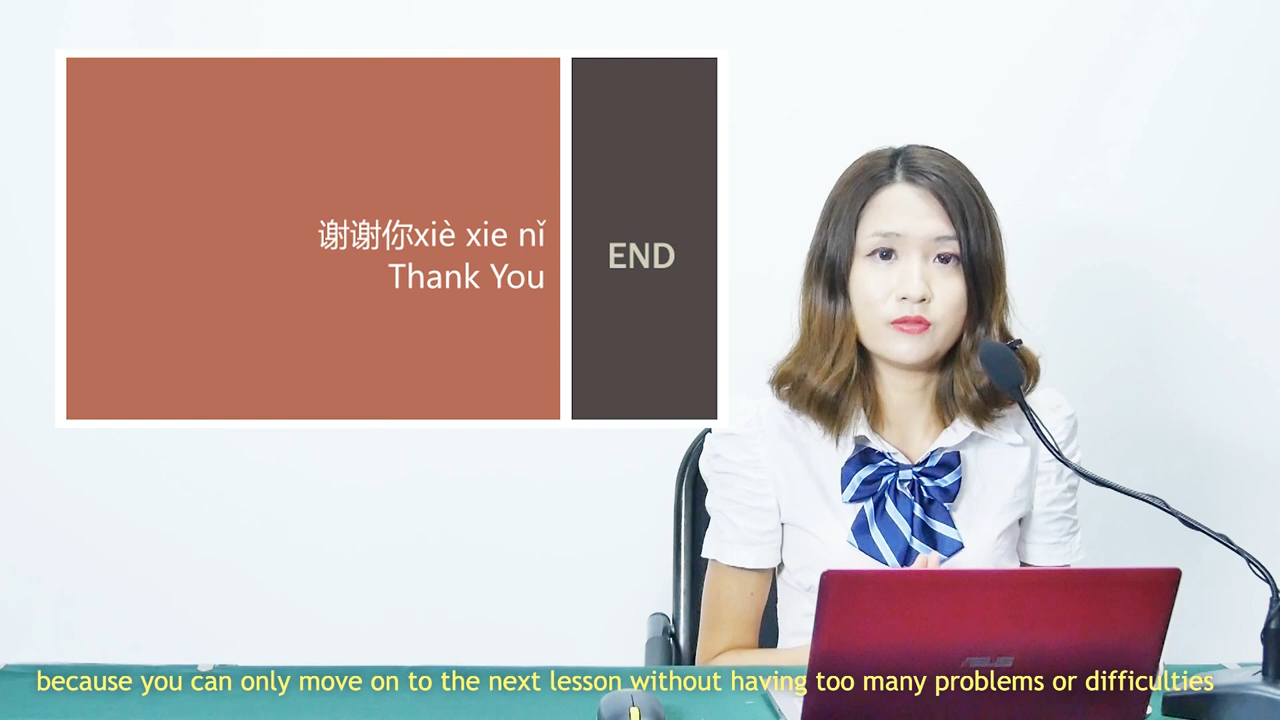 谢谢你xiè xie nǐ
Thank You
END
ASUS
because you can only move on to the next lesson without having too many problems or difficulties